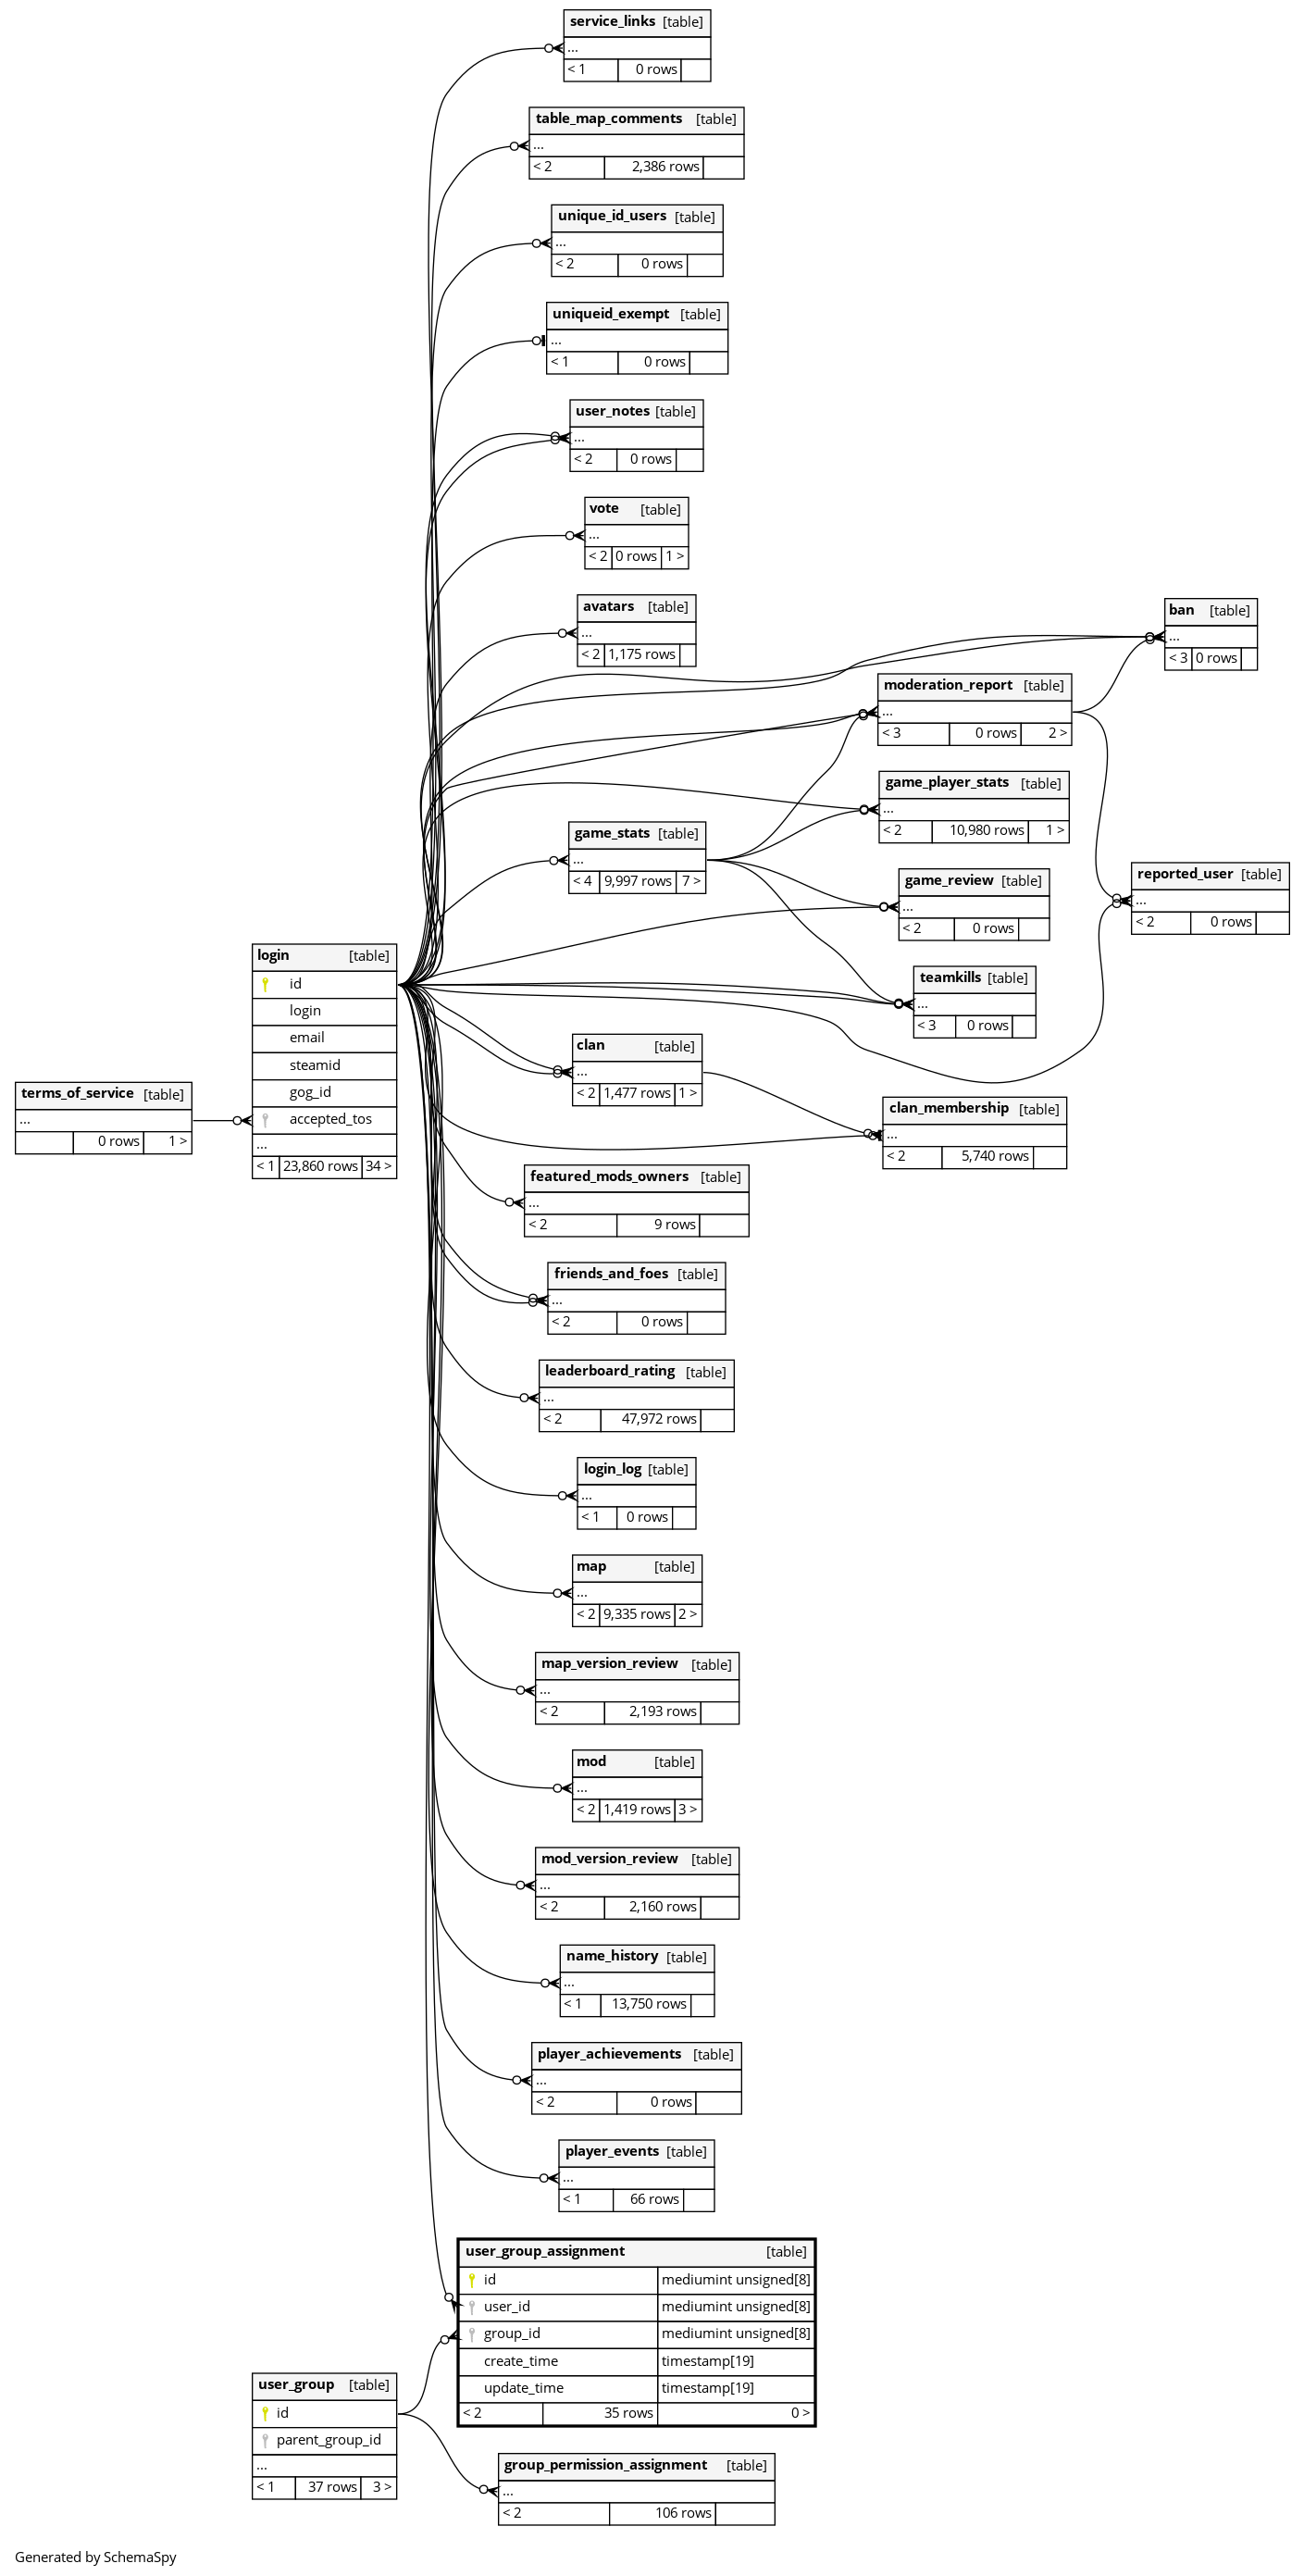 service_links [table]
...
< 1 0 rows
table_map_comments [table]
...
< 2 2,386 rows
unique_id_users [table]
...
< 2 0 rows
uniqueid_exempt [table]
...
< 1 0 rows
user_notes [table]
...
< 2 0 rows
vote [table]
...
< 2 0 rows 1 >
avatars [table]
...
< 2 1,175 rows
ban [table]
...
< 3 0 rows
moderation_report [table]
...
< 3 0 rows 2 >
game_player_stats [table]
...
< 2 10,980 rows 1 >
game_stats [table]
...
< 4 9,997 rows 7 >
game_review [table]
...
< 2 0 rows
reported_user [table]
...
< 2 0 rows
teamkills [table]
...
< 3 0 rows
login [table]
id
login
email
steamid
gog_id
accepted_tos
...
< 1 23,860 rows 34 >
terms_of_service [table]
...
0 rows 1 >
clan [table]
...
< 2 1,477 rows 1 >
clan_membership [table]
...
< 2 5,740 rows
featured_mods_owners [table]
...
< 2 9 rows
friends_and_foes [table]
...
< 2 0 rows
leaderboard_rating [table]
...
< 2 47,972 rows
login_log [table]
...
< 1 0 rows
map [table]
...
< 2 9,335 rows 2 >
map_version_review [table]
...
< 2 2,193 rows
mod [table]
...
< 2 1,419 rows 3 >
mod_version_review [table]
...
< 2 2,160 rows
name_history [table]
...
< 1 13,750 rows
player_achievements [table]
...
< 2 0 rows
player_events [table]
...
< 1 66 rows
user_group_assignment [table]
id mediumint unsigned[8]
user_id mediumint unsigned[8]
group_id mediumint unsigned[8]
create_time timestamp[19]
update_time timestamp[19]
< 2 35 rows 0 >
user_group [table]
id
parent_group_id
...
< 1 37 rows 3 >
group_permission_assignment [table]
...
< 2 106 rows
Generated by SchemaSpy